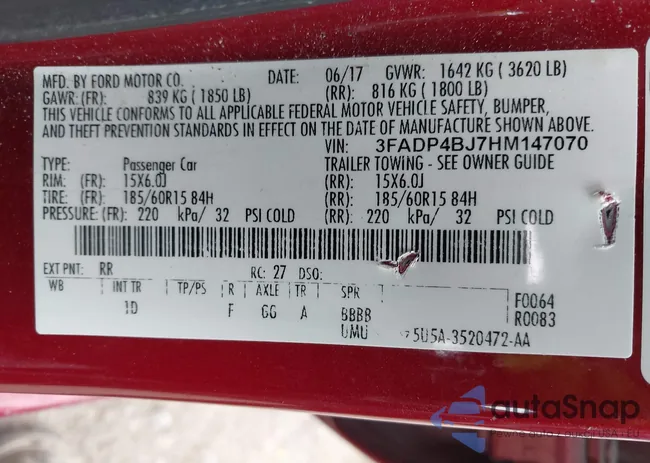 MFD. BY FORD MOTOR CO. DATE: 06/17 GVWR: 1642 KG ( 3620 LB)
GAWR: (FR): 839 KG ( 1850 LB) (RR): 816 KG ( 1800 LB)
THIS VEHICLE CONFORMS TO ALL APPLICABLE FEDERAL MOTOR VEHICLE SAFETY, BUMPER,
AND THEFT PREVENTION STANDARDS IN EFFECT ON THE DATE OF MANUFACTURE SHOWN ABOVE.
VIN: 3FADP4BJ7HM147070
TYPE: Passenger Car TRAILER TOWING - SEE OWNER GUIDE
RIM: (FR): 15X6.0J (RR): 15X6.0J
TIRE: (FR): 185/60R15 84H (RR): 185/60R15 84H
PRESSURE: (FR): 220 kPa/ 32 PSI COLD (RR): 220 kPa/ 32 PSI COLD
EXT PNT: RR RC: 27 DSO:
WB INT TR TP/PS R AXLE TR SPR F0064
1D F GG A BBBB R0083
UMU 5U5A-3520472-AA
autoSnap